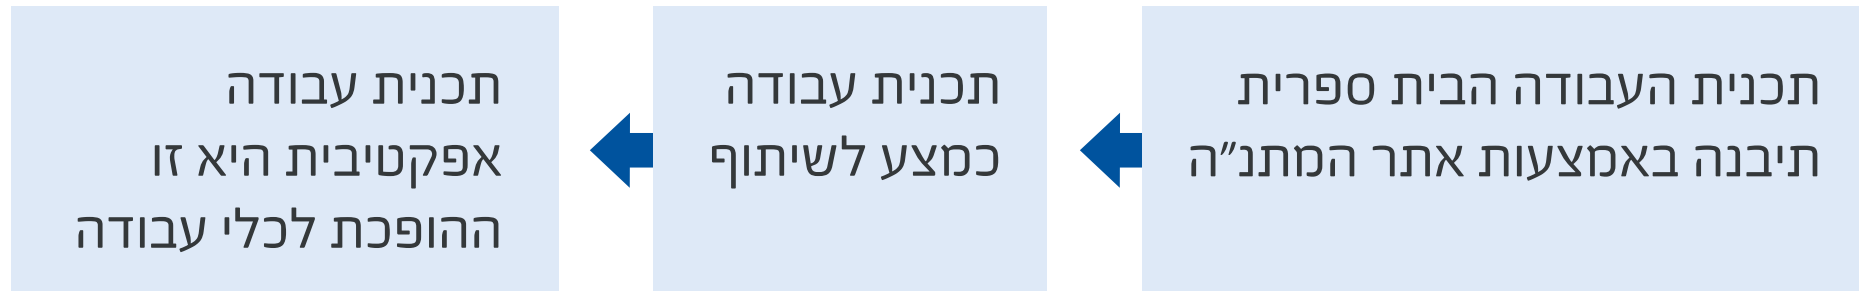 תכנית העבודה הבית ספרית
תיבנה באמצעות אתר המתנ״ה
תכנית עבודה
כמצע לשיתוף
תכנית עבודה
אפקטיבית היא זו
ההופכת לכלי עבודה